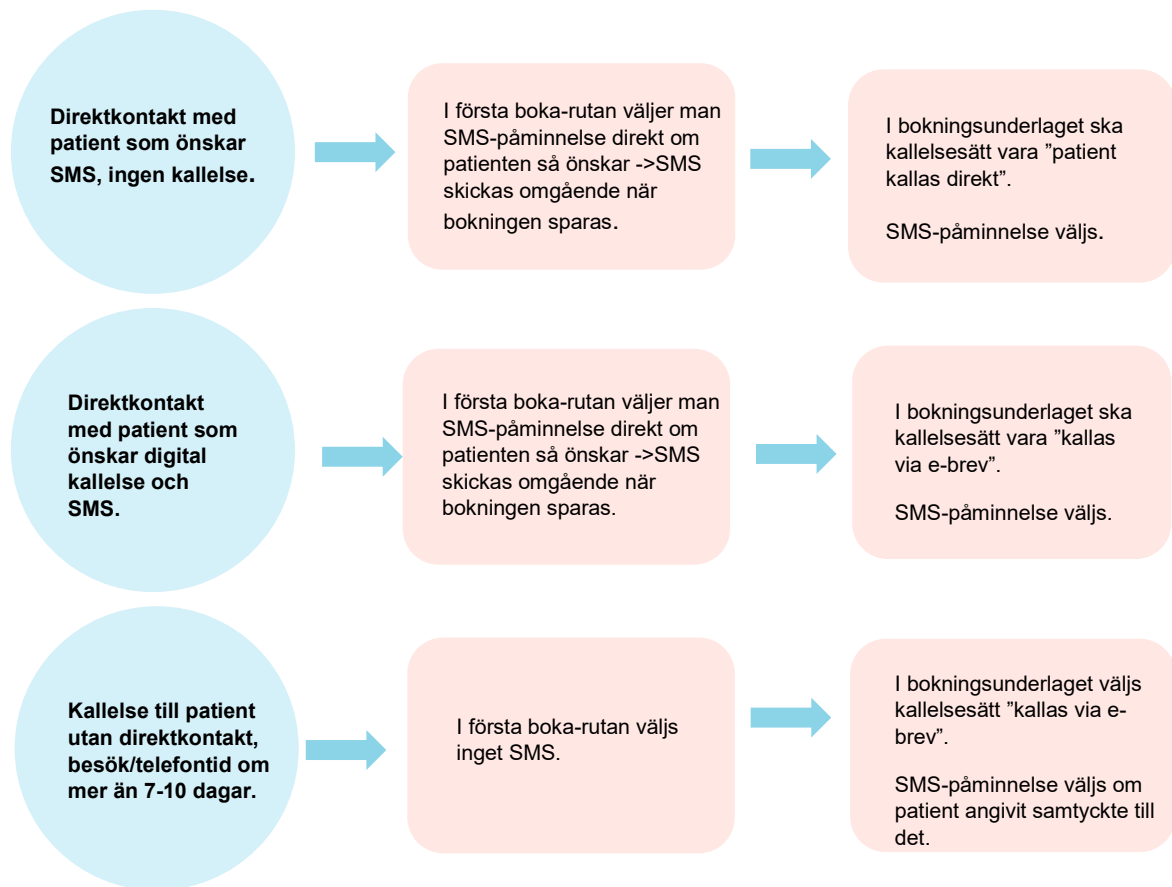 Direktkontakt med
patient som önskar
SMS, ingen kallelse.
I första boka-rutan väljer man
SMS-påminnelse direkt om
patienten så önskar ->SMS
skickas omgående när
bokningen sparas.
I bokningsunderlaget ska
kallelsesätt vara ”patient
kallas direkt”.
SMS-påminnelse väljs.
Direktkontakt
med patient som
önskar digital
kallelse och
SMS.
I första boka-rutan väljer man
SMS-påminnelse direkt om
patienten så önskar ->SMS
skickas omgående när
bokningen sparas.
I bokningsunderlaget ska
kallelsesätt vara ”kallas
via e-brev”.
SMS-påminnelse väljs.
Kallelse till patient
utan direktkontakt,
besök/telefontid om
mer än 7-10 dagar.
I första boka-rutan väljs
inget SMS.
I bokningsunderlaget väljs
kallelsesätt ”kallas via e-
brev”.
SMS-påminnelse väljs om
patient angivit samtyckte till
det.